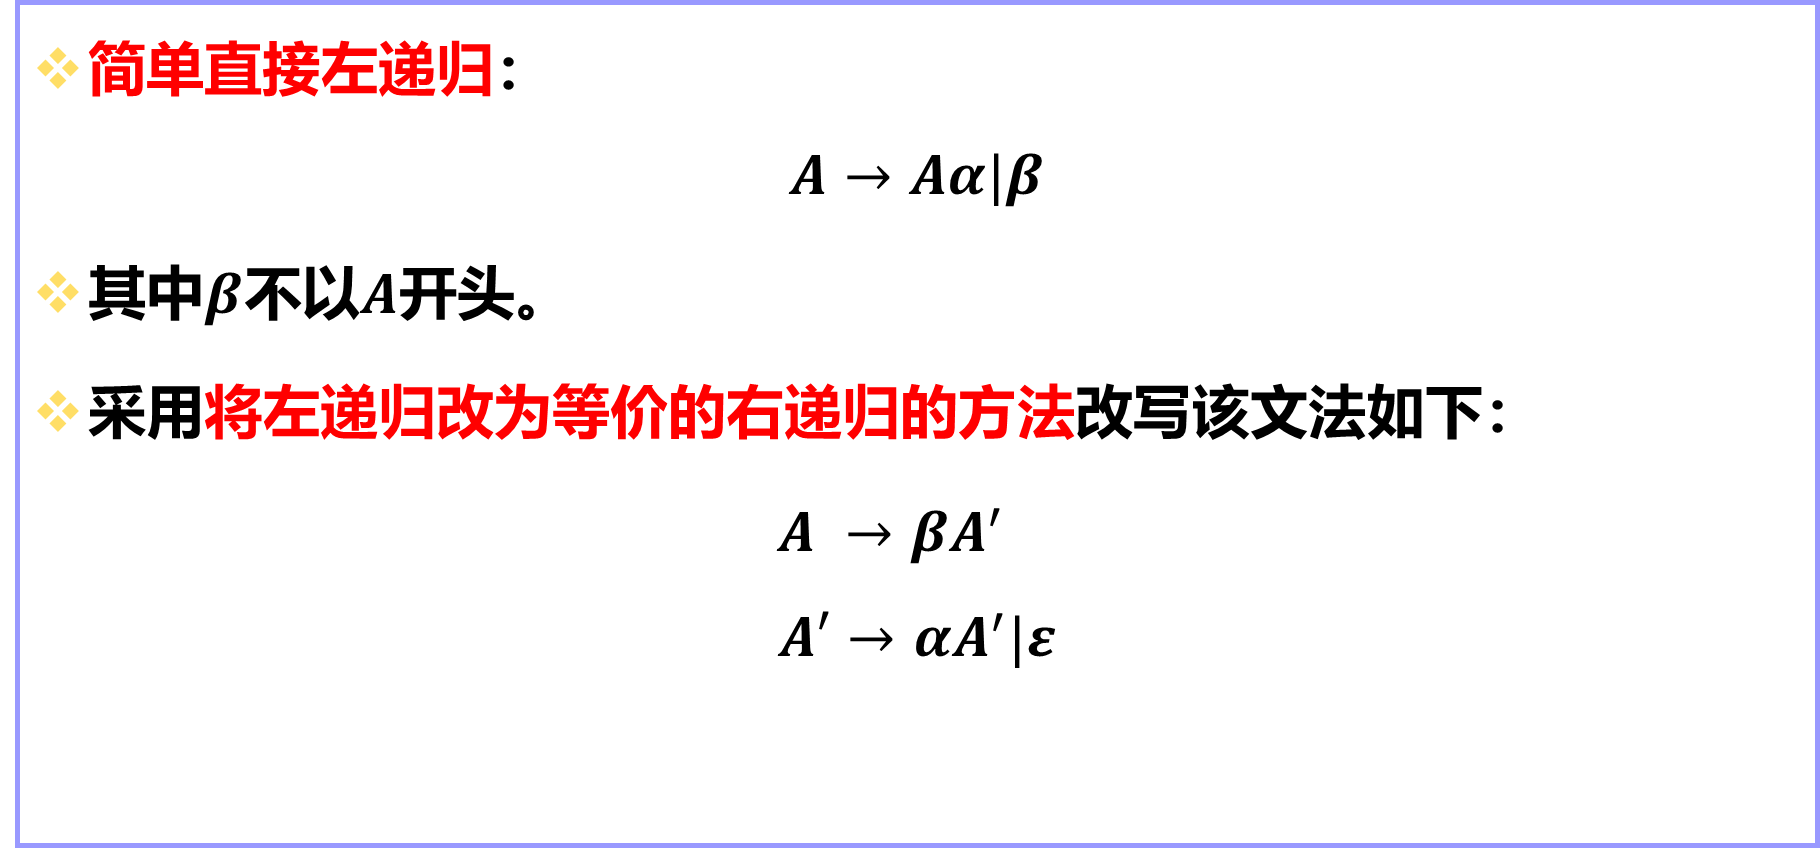 简单直接左递归：
A → Aα|β
其中β不以A开头。
采用将左递归改为等价的右递归的方法改写该文法如下：
A → βA′
A′ → αA′|ε